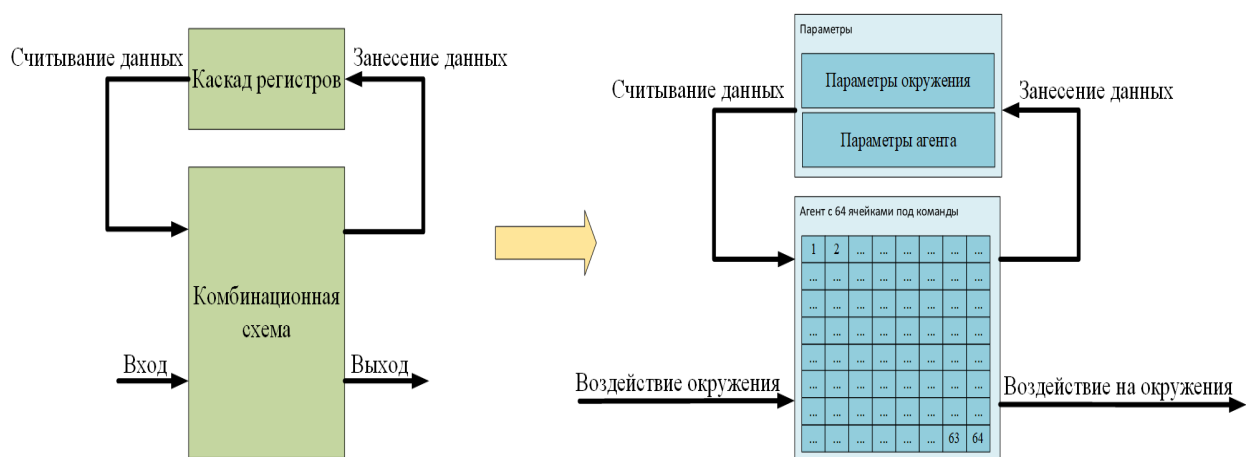 Считывание данных
Каскад регистров
Занесение данных
Комбинационная
схема
Вход
Выход
Параметры
Параметры окружения
Параметры агента
Считывание данных
Занесение данных
Агент с 64 ячейками под команды
1 2 ... ... ... ... ... ...
... ... ... ... ... ... ... ...
... ... ... ... ... ... ... ...
... ... ... ... ... ... ... ...
... ... ... ... ... ... ... ...
... ... ... ... ... ... ... ...
... ... ... ... ... ... ... ...
... ... ... ... ... ... 63 64
Воздействие окружения
Воздействие на окружения